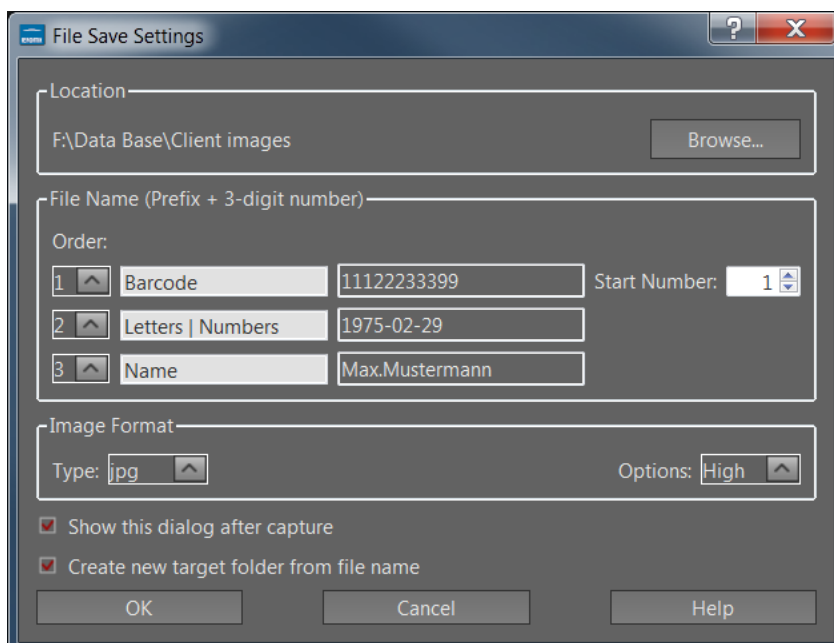 File Save Settings
Location
F:\Data Base\Client images Browse...
File Name (Prefix + 3-digit number)
Order:
1 Barcode 11122233399 Start Number: 1
2 Letters | Numbers 1975-02-29
3 Name Max.Mustermann
Image Format
Type: jpg Options: High
Show this dialog after capture
Create new target folder from file name
OK Cancel Help